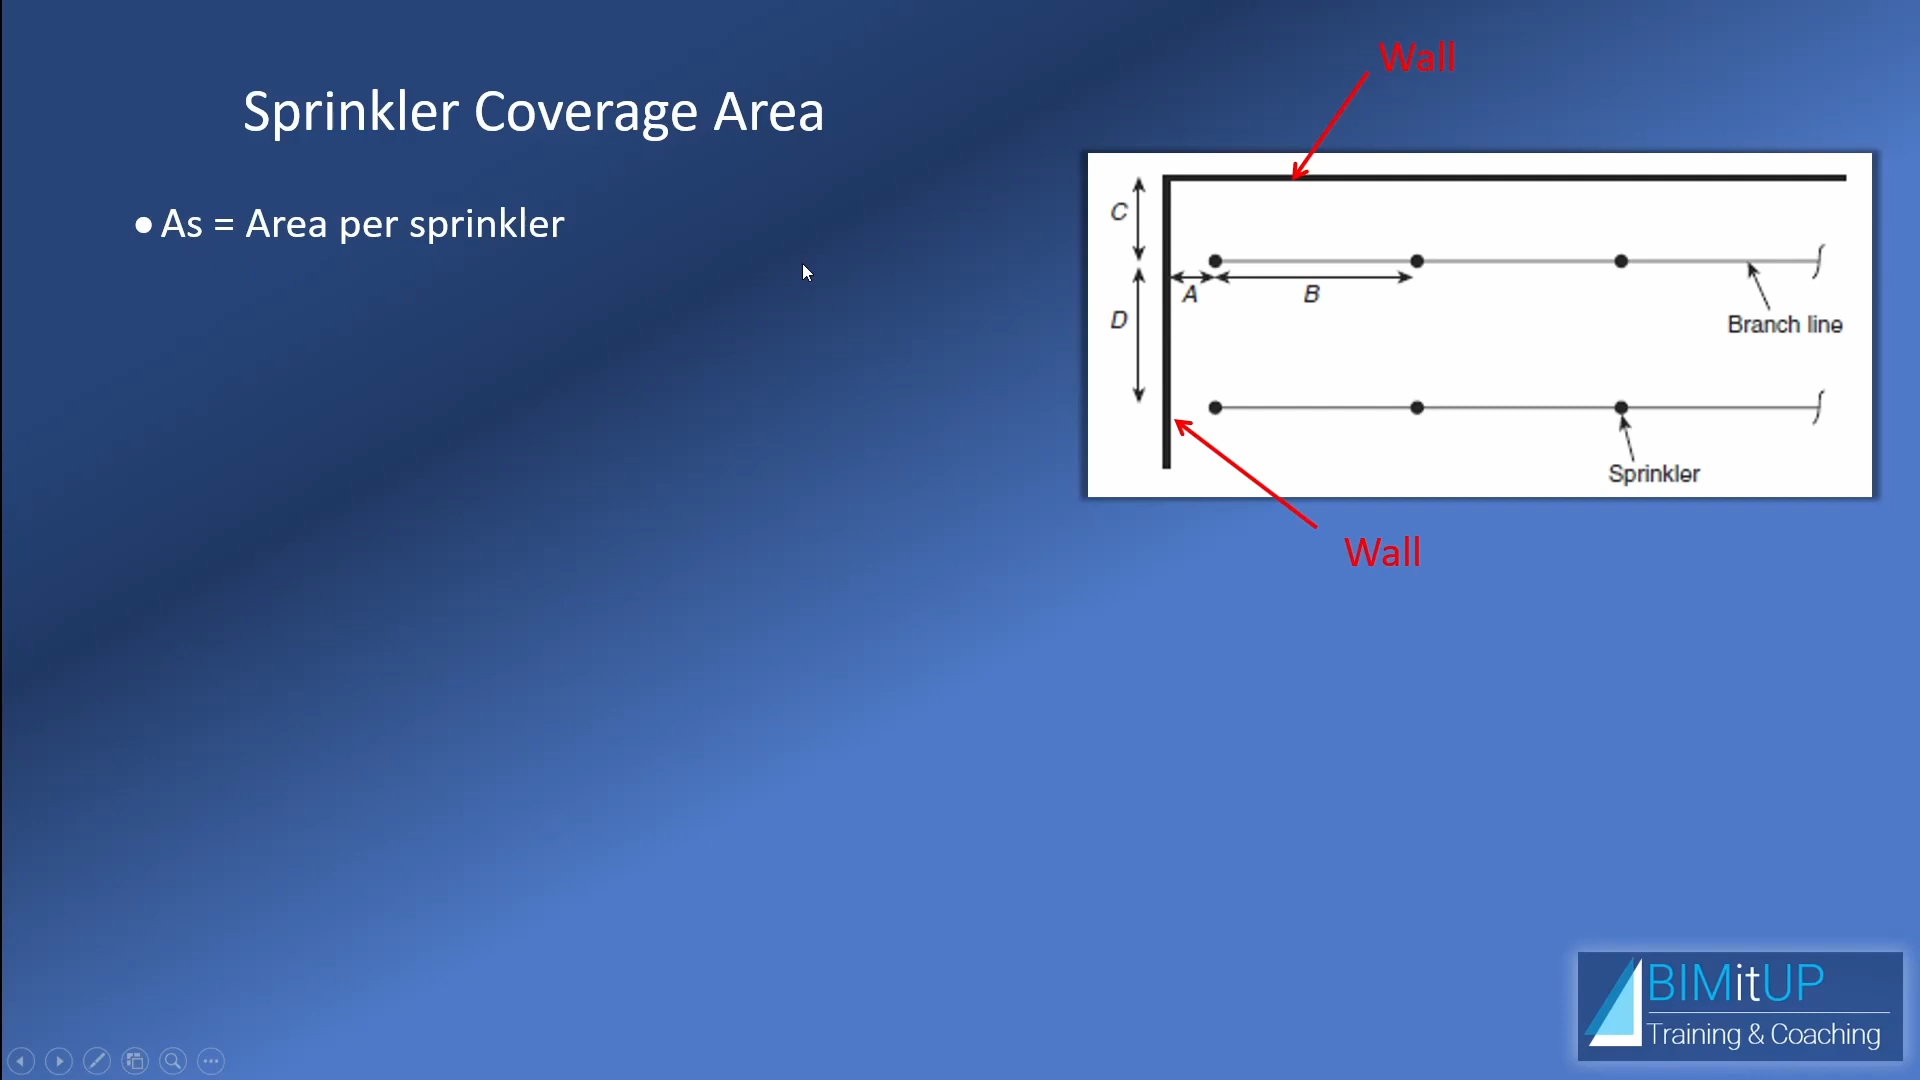 Sprinkler Coverage Area
● As = Area per sprinkler
Wall
C
A
B
D
Branch line
Sprinkler
Wall
BIMitUP
Training & Coaching